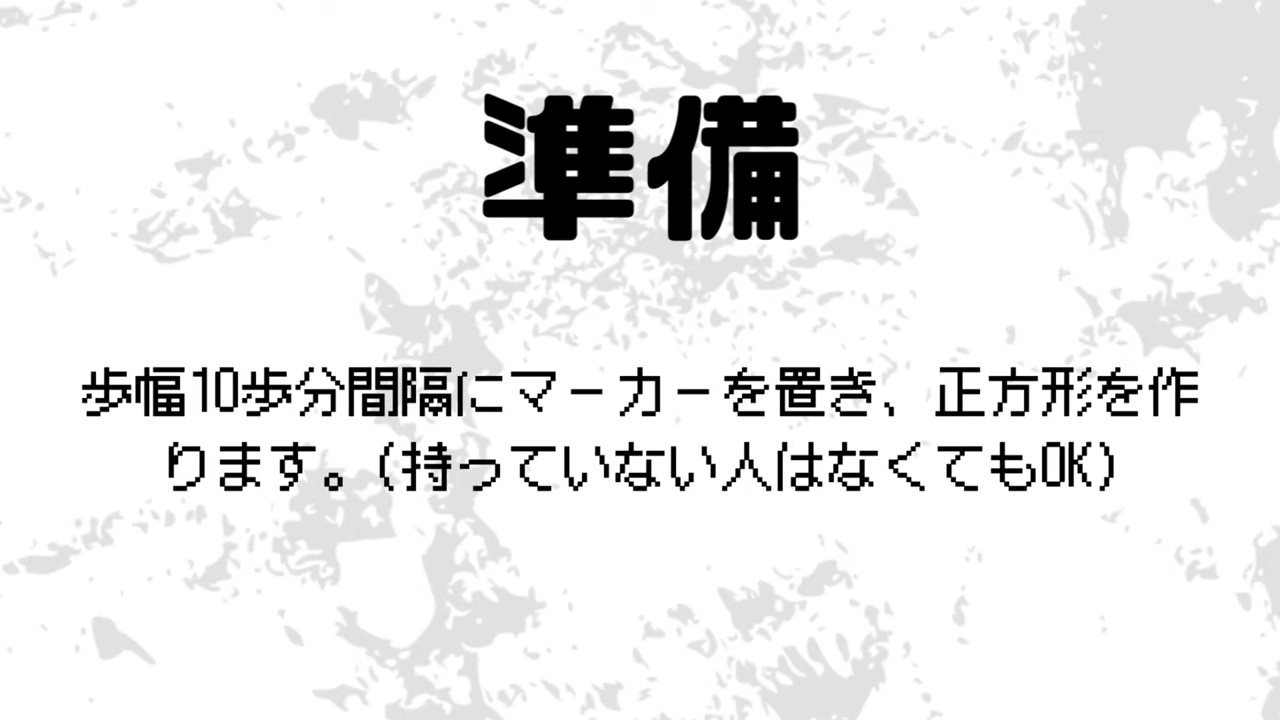 準備
歩幅10歩分間隔にマーカーを置き、正方形を作
ります。(持っていない人はなくてもOK)